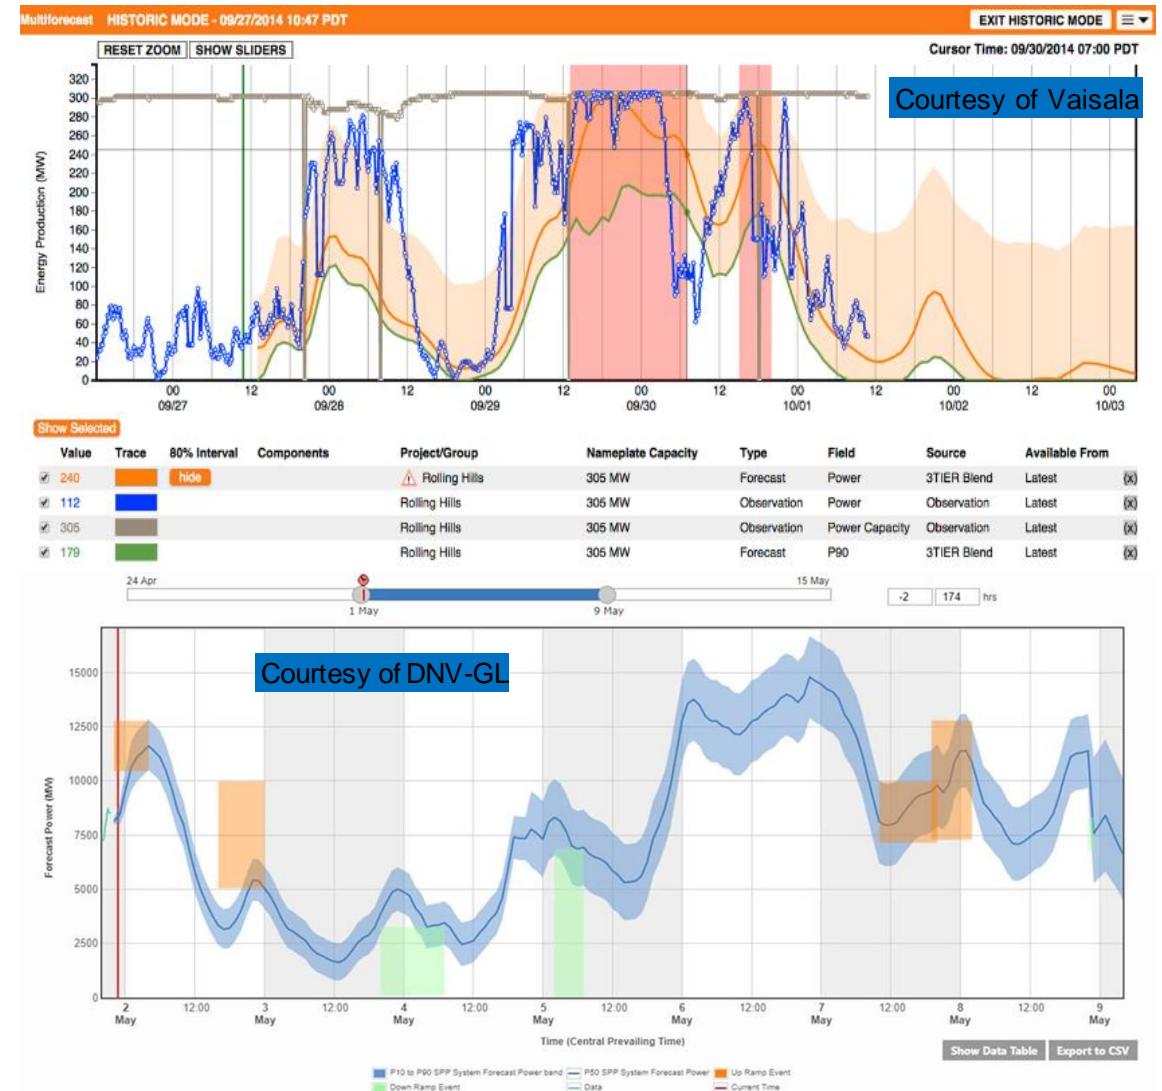 Multiforecast HISTORIC MODE - 09/27/2014 10:47 PDT EXIT HISTORIC MODE
RESET ZOOM SHOW SLIDERS Cursor Time: 09/30/2014 07:00 PDT
Courtesy of Vaisala
Energy Production (MW)
320
300
280
260
240
220
200
180
160
140
120
100
80
60
40
20
0
00 12 00 12 00 12 00 12 00 12 00 12 00
09/27 09/28 09/29 09/30 10/01 10/02 10/03
Show Selected
Value Trace 80% Interval Components Project/Group Nameplate Capacity Type Field Source Available From
240 hide Rolling Hills 305 MW Forecast Power 3TIER Blend Latest (x)
112 Rolling Hills 305 MW Observation Power Observation Latest (x)
305 Rolling Hills 305 MW Observation Power Capacity Observation Latest (x)
179 Rolling Hills 305 MW Forecast P90 3TIER Blend Latest (x)
24 Apr 15 May
1 May 9 May
-2 174 hrs
Courtesy of DNV-GL
Forecast Power (MW)
15000
12500
10000
7500
5000
2500
0
2 12:00 3 12:00 4 12:00 5 12:00 6 12:00 7 12:00 8 12:00 9
May May May May May May May May
Time (Central Prevailing Time)
Show Data Table Export to CSV
P10 to P90 SPP System Forecast Power band P50 SPP System Forecast Power Up Ramp Event
Down Ramp Event Data Current Time